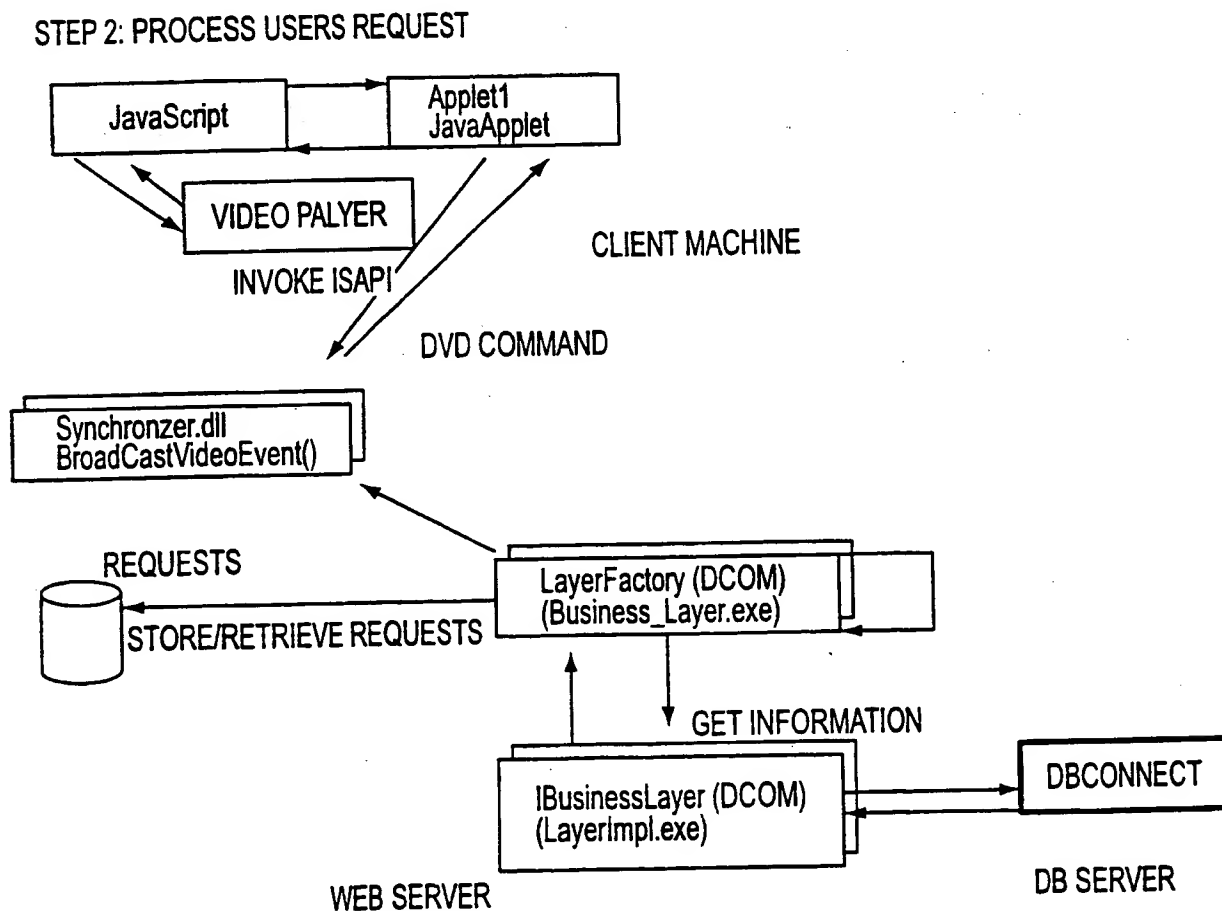 STEP 2: PROCESS USERS REQUEST
JavaScript
Applet1
JavaApplet
VIDEO PALYER
CLIENT MACHINE
INVOKE ISAPI
DVD COMMAND
Synchronzer.dll
BroadCastVideoEvent()
REQUESTS
LayerFactory (DCOM)
(Business_Layer.exe)
STORE/RETRIEVE REQUESTS
GET INFORMATION
IBusinessLayer (DCOM)
(LayerImpl.exe)
DBCONNECT
WEB SERVER
DB SERVER